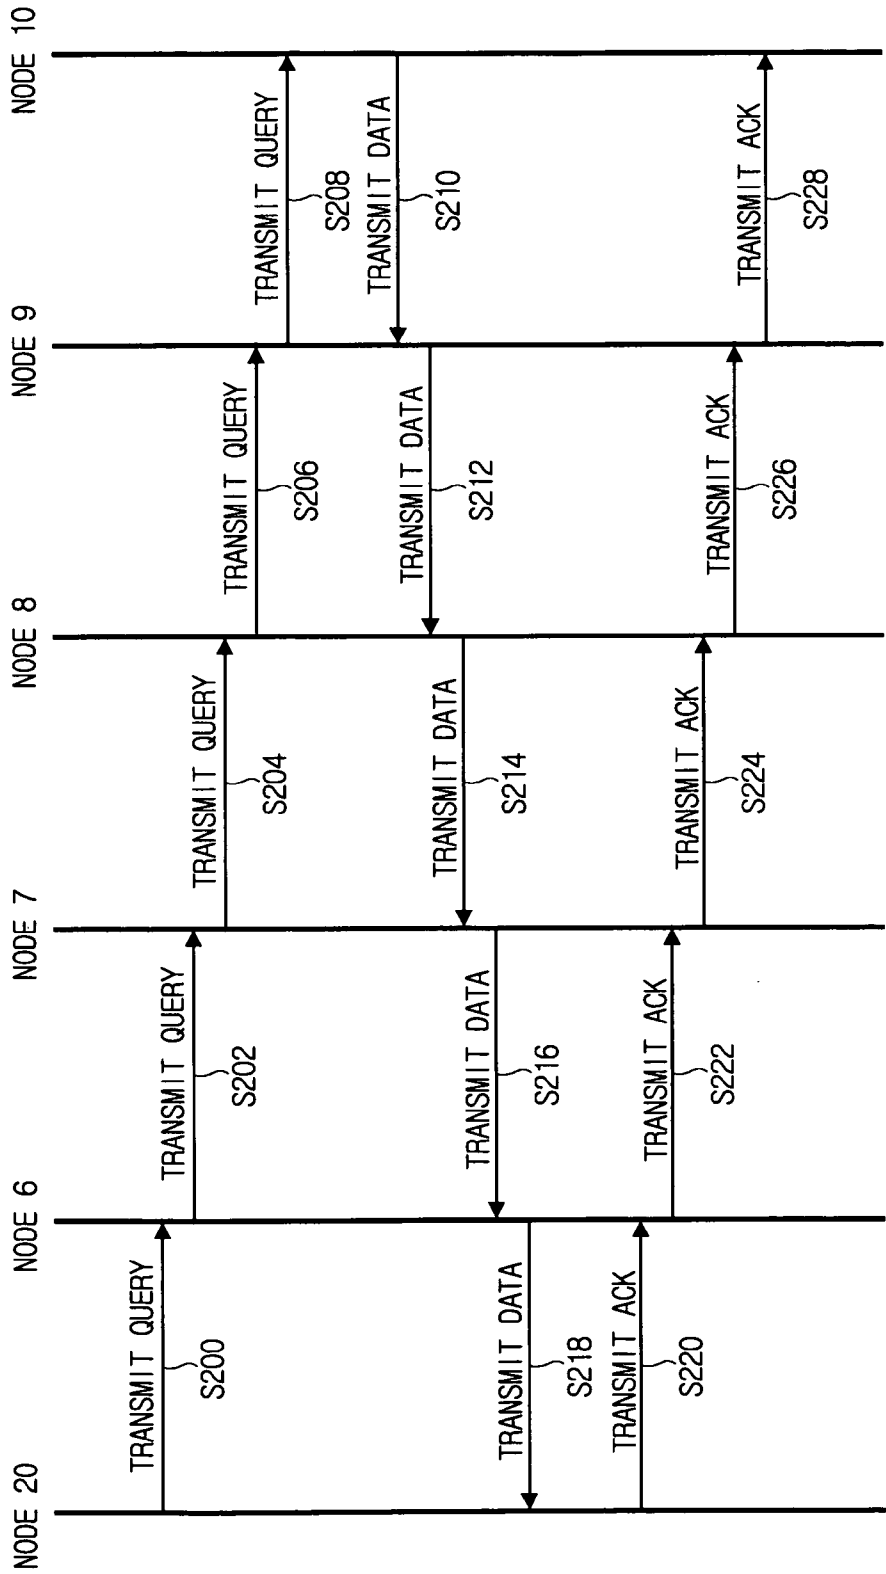 NODE 20
NODE 6
NODE 7
NODE 8
NODE 9
NODE 10
TRANSMIT QUERY
S200
TRANSMIT QUERY
S202
TRANSMIT QUERY
S204
TRANSMIT QUERY
S206
TRANSMIT QUERY
S208
TRANSMIT DATA
S210
TRANSMIT DATA
S212
TRANSMIT DATA
S214
TRANSMIT DATA
S216
TRANSMIT DATA
S218
TRANSMIT ACK
S220
TRANSMIT ACK
S222
TRANSMIT ACK
S224
TRANSMIT ACK
S226
TRANSMIT ACK
S228